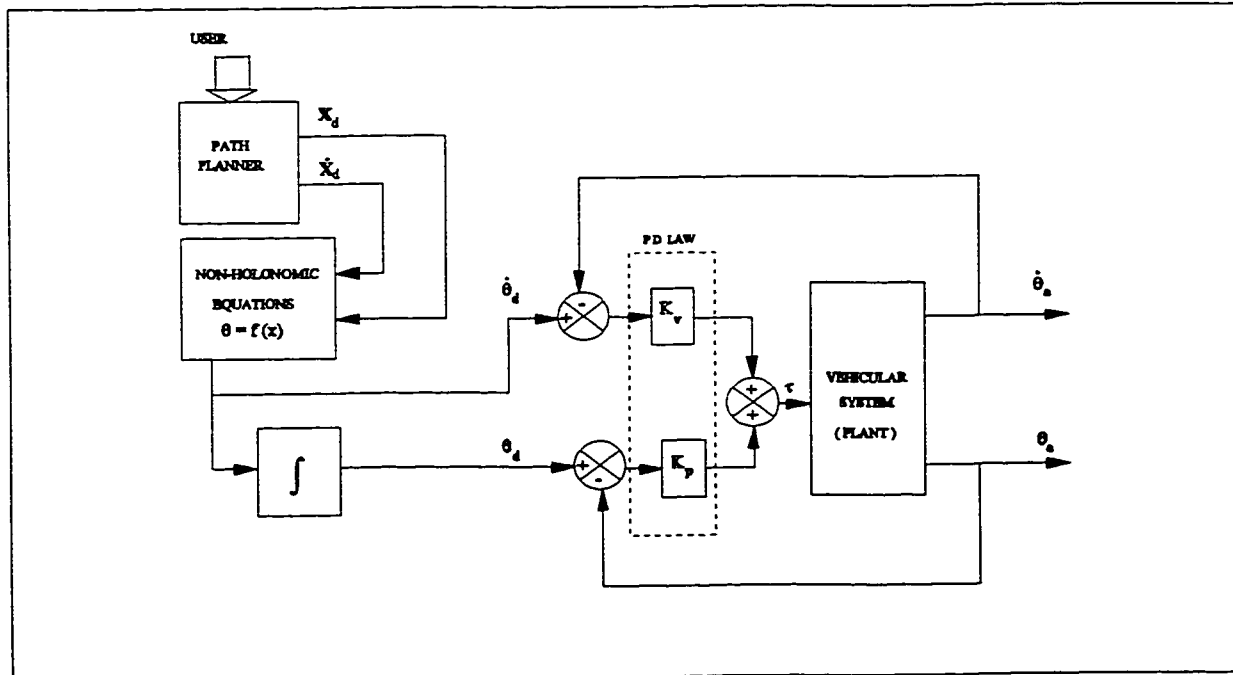 USER
PATH
PLANNER
X_d
Ẋ_d
NON-HOLONOMIC
EQUATIONS
θ = f (x)
∫
θ̇_d
θ_d
+
-
+
-
PD LAW
K_v
K_p
+
+
τ
VEHICULAR
SYSTEM
( PLANT )
θ̇_a
θ_a